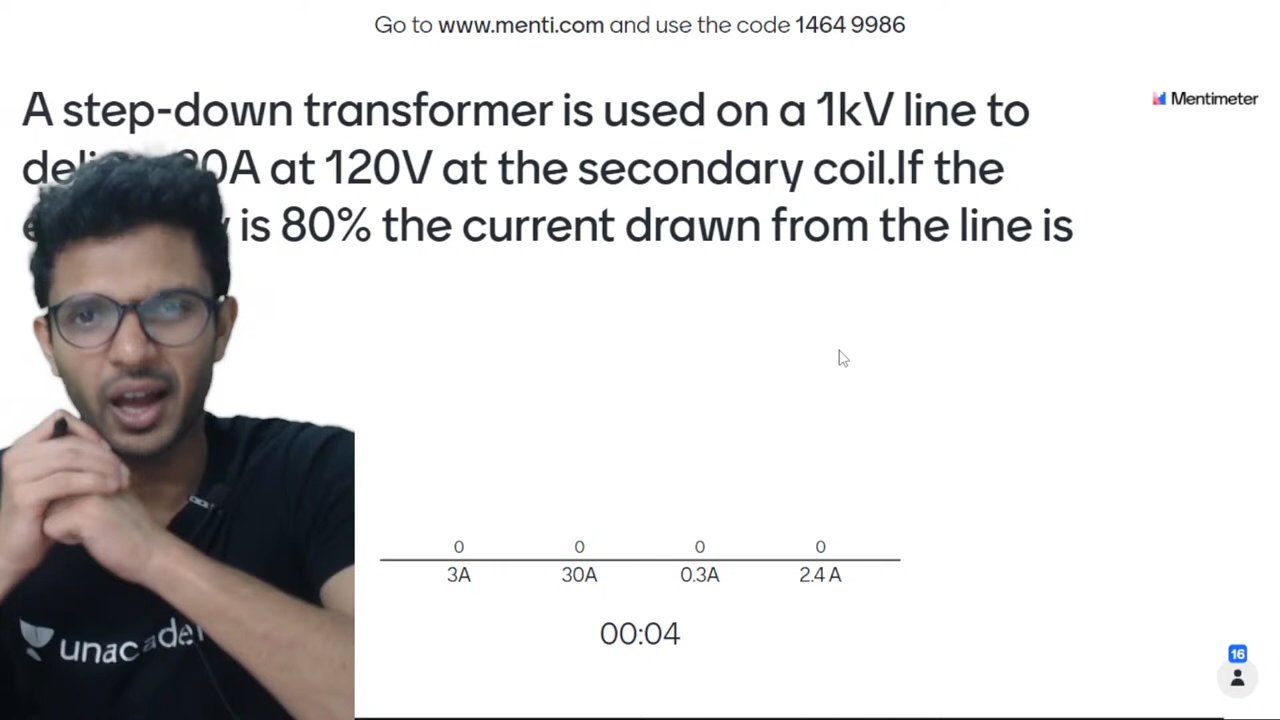 Go to www.menti.com and use the code 1464 9986
A step-down transformer is used on a 1kV line to
at 120V at the secondary coil.If the
is 80% the current drawn from the line is
Mentimeter
0 0 0 0
3A 30A 0.3A 2.4 A
00:04
16